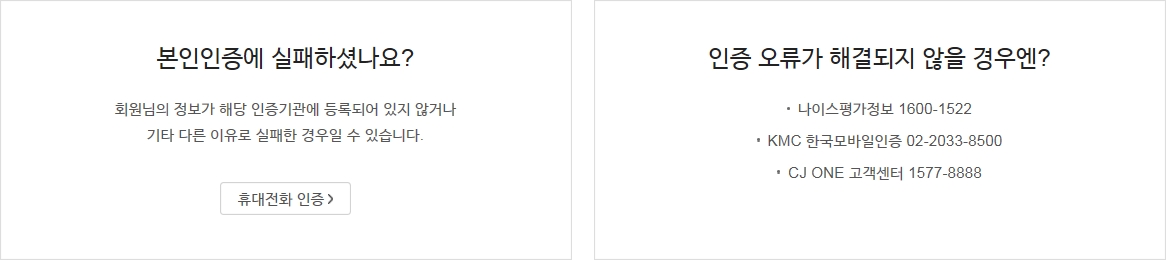 본인인증에 실패하셨나요?
회원님의 정보가 해당 인증기관에 등록되어 있지 않거나
기타 다른 이유로 실패한 경우일 수 있습니다.
휴대전화 인증 >
인증 오류가 해결되지 않을 경우엔?
· 나이스평가정보 1600-1522
· KMC 한국모바일인증 02-2033-8500
· CJ ONE 고객센터 1577-8888